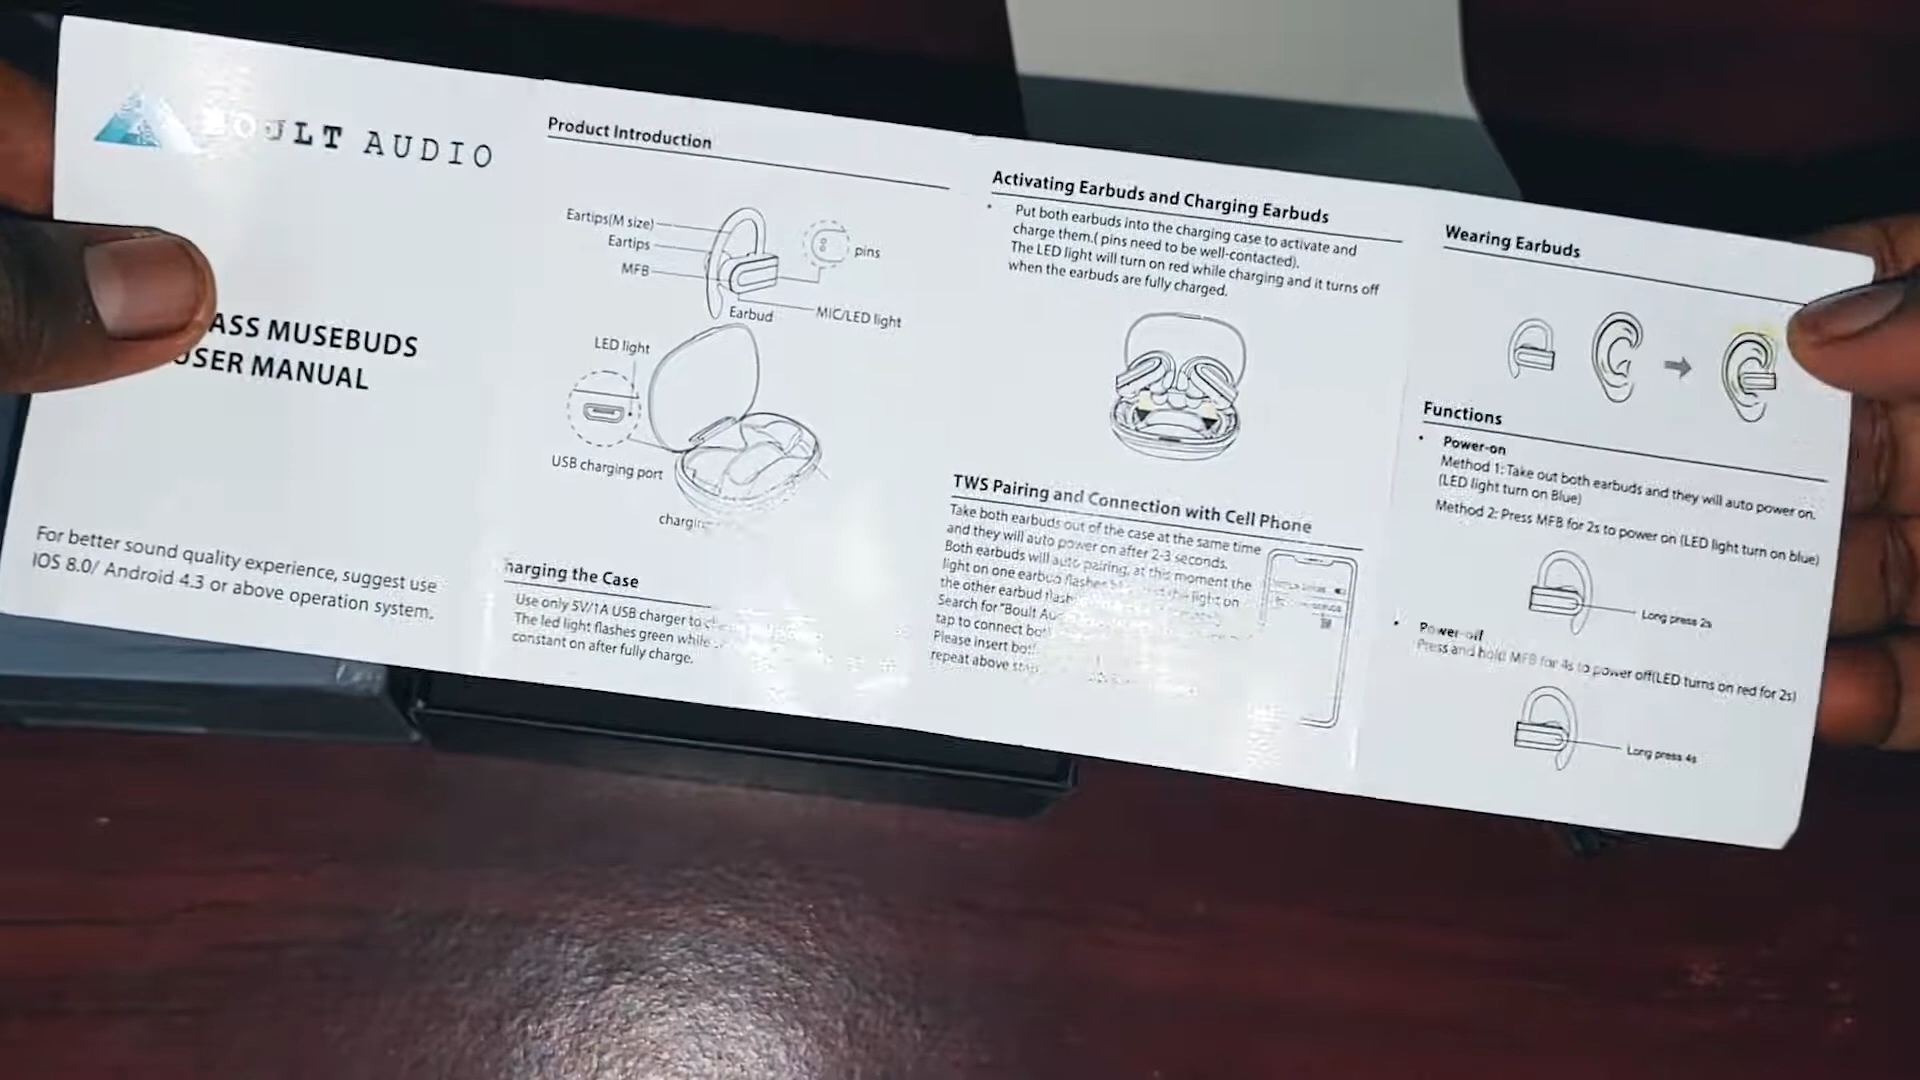 BOULT AUDIO
ASS MUSEBUDS
USER MANUAL
For better sound quality experience, suggest use
IOS 8.0/ Android 4.3 or above operation system.
Product Introduction
Eartips(M size)
Eartips
MFB
pins
MIC/LED light
Earbud
LED light
USB charging port
harging the Case
Use only 5V/1A USB charger to
The led light flashes green while
constant on after fully charge.
Activating Earbuds and Charging Earbuds
Put both earbuds into the charging case to activate and
charge them.( pins need to be well-contacted).
The LED light will turn on red while charging and it turns off
when the earbuds are fully charged.
TWS Pairing and Connection with Cell Phone
Take both earbuds out of the case at the same time
and they will auto power on after 2-3 seconds.
Both earbuds will auto pairing, at this moment the
light on one earbud flashes the light on
the other earbud
Search for "Boult
tap to connect
Please insert
repeat above
Wearing Earbuds
Functions
Power-on
Method 1: Take out both earbuds and they will auto power on.
(LED light turn on Blue)
Method 2: Press MFB for 2s to power on (LED light turn on blue)
Long press 2s
Power-off
Press and hold MFB for 4s to power off(LED turns on red for 2s)
Long press 4s